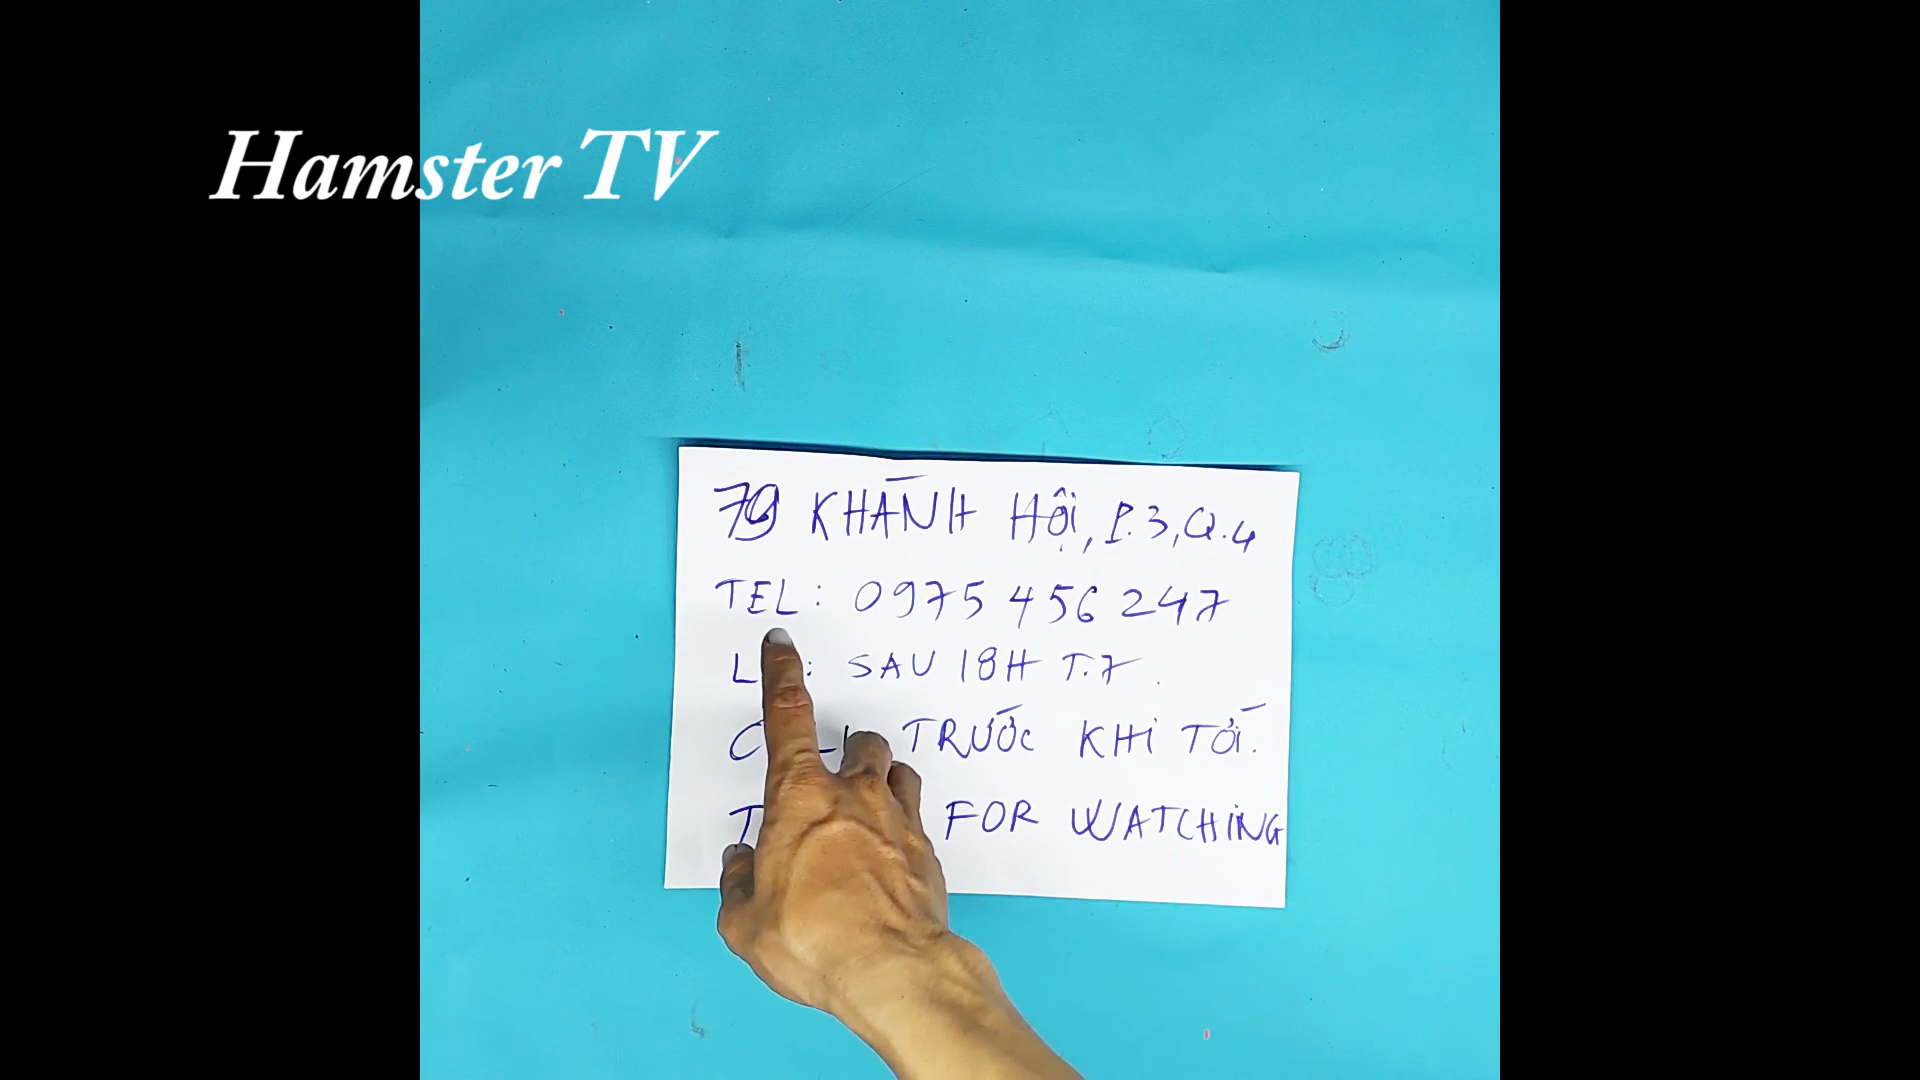 Hamster TV
79 KHÁNH HỘI, P.3, Q.4
TEL: 0975 456 247
: SAU 18H T.7.
TRƯỚC KHI TỚI.
FOR WATCHING